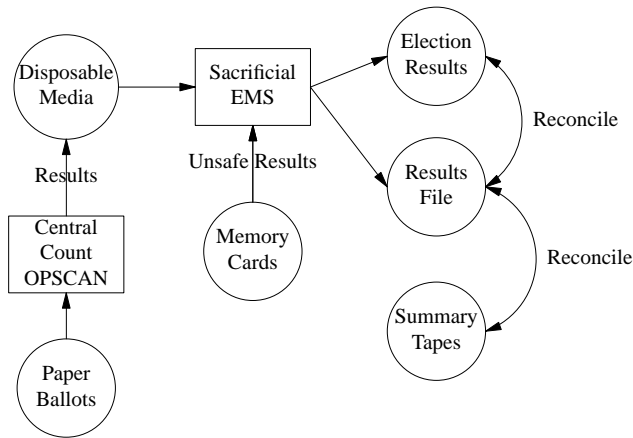 Disposable
Media
Sacrificial
EMS
Election
Results
Reconcile
Unsafe Results
Results
Results
File
Central
Count
OPSCAN
Memory
Cards
Reconcile
Summary
Tapes
Paper
Ballots